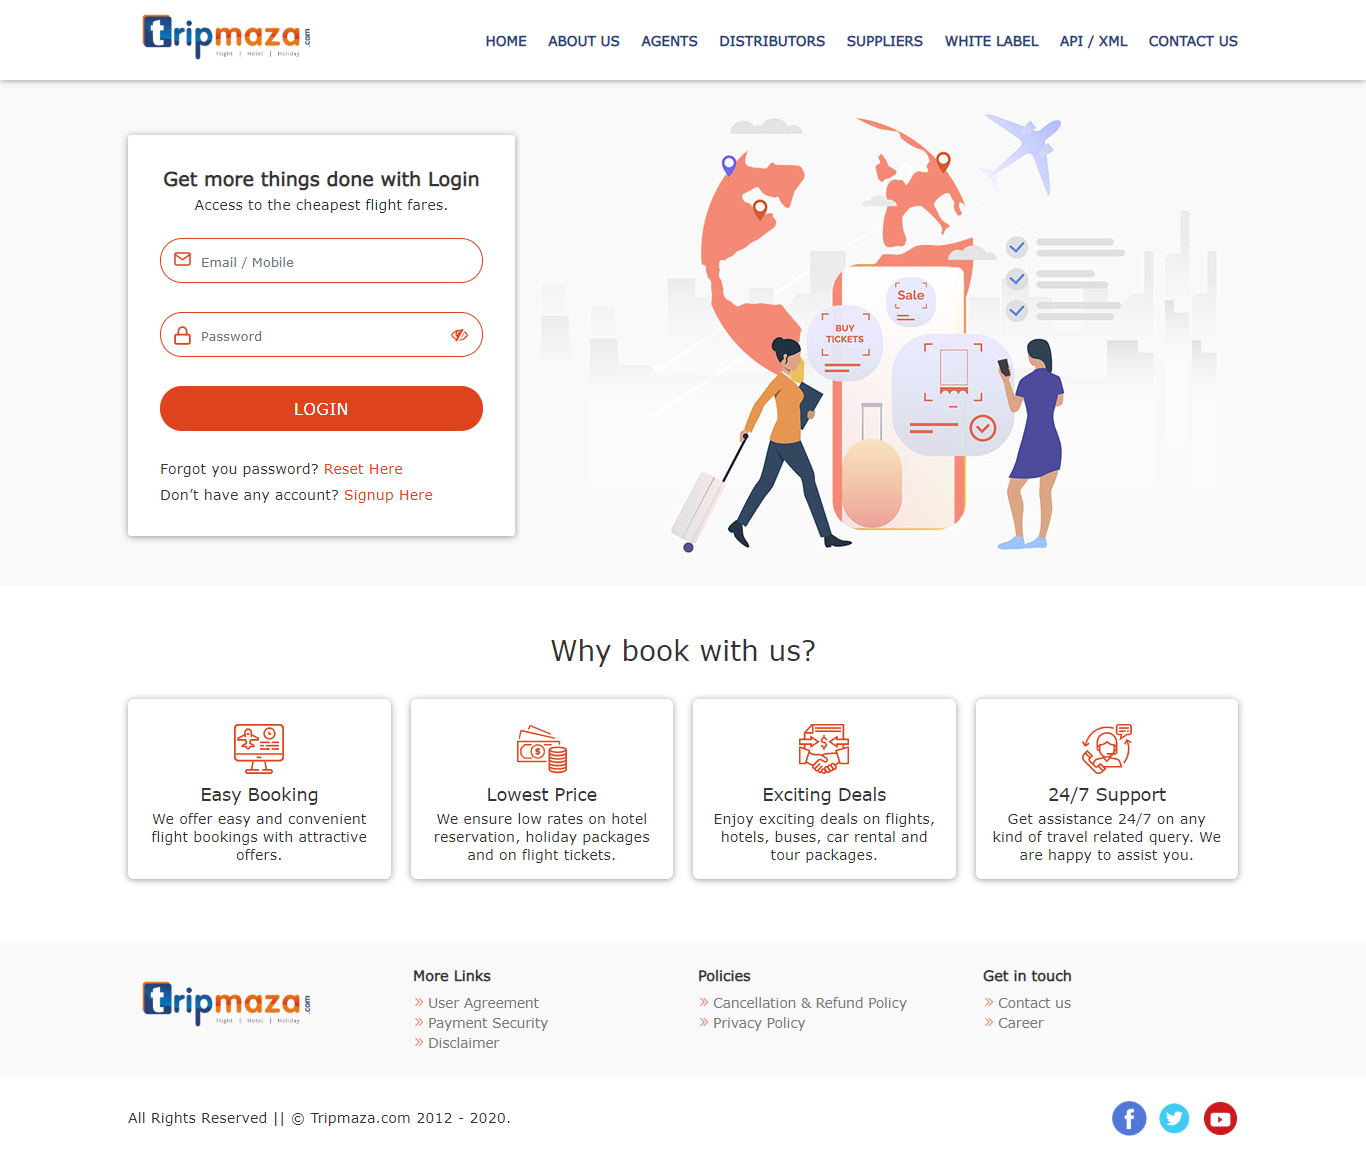 tripmaza.com
Flight | Hotel | Holiday
HOME ABOUT US AGENTS DISTRIBUTORS SUPPLIERS WHITE LABEL API / XML CONTACT US
Get more things done with Login
Access to the cheapest flight fares.
Email / Mobile
Password
LOGIN
Forgot you password? Reset Here
Don’t have any account? Signup Here
Sale
BUY
TICKETS
Why book with us?
Easy Booking
We offer easy and convenient
flight bookings with attractive
offers.
Lowest Price
We ensure low rates on hotel
reservation, holiday packages
and on flight tickets.
Exciting Deals
Enjoy exciting deals on flights,
hotels, buses, car rental and
tour packages.
24/7 Support
Get assistance 24/7 on any
kind of travel related query. We
are happy to assist you.
tripmaza.com
Flight | Hotel | Holiday
More Links
User Agreement
Payment Security
Disclaimer
Policies
Cancellation & Refund Policy
Privacy Policy
Get in touch
Contact us
Career
All Rights Reserved || © Tripmaza.com 2012 - 2020.